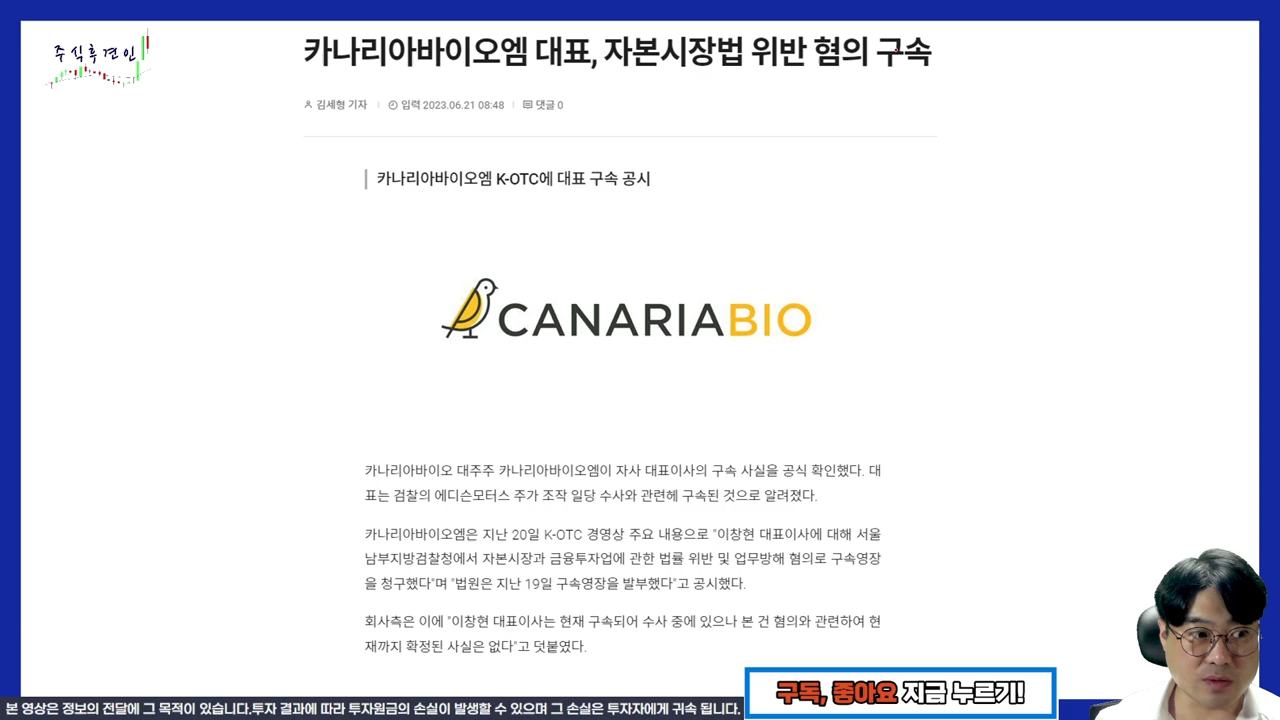 주식후견인
카나리아바이오엠 대표, 자본시장법 위반 혐의 구속
김세형 기자 입력 2023.06.21 08:48 댓글 0
카나리아바이오엠 K-OTC에 대표 구속 공시
CANARIABIO
카나리아바이오 대주주 카나리아바이오엠이 자사 대표이사의 구속 사실을 공식 확인했다. 대
표는 검찰의 에디슨모터스 주가 조작 일당 수사와 관련헤 구속된 것으로 알려졌다.
카나리아바이오엠은 지난 20일 K-OTC 경영상 주요 내용으로 "이창현 대표이사에 대해 서울
남부지방검찰청에서 자본시장과 금융투자업에 관한 법률 위반 및 업무방해 혐의로 구속영장
을 청구했다"며 "법원은 지난 19일 구속영장을 발부했다"고 공시했다.
회사측은 이에 "이창현 대표이사는 현재 구속되어 수사 중에 있으나 본 건 혐의와 관련하여 현
재까지 확정된 사실은 없다"고 덧붙였다.
구독, 좋아요 지금 누르기!
본 영상은 정보의 전달에 그 목적이 있습니다.투자 결과에 따라 투자원금의 손실이 발생할 수 있으며 그 손실은 투자자에게 귀속 됩니다.